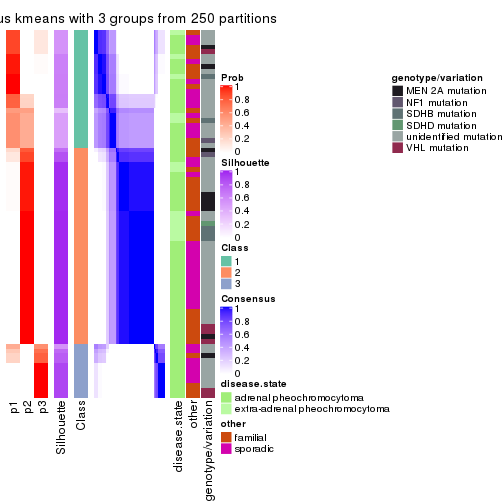 us kmeans with 3 groups from 250 partitions
Prob
1
0.8
0.6
0.4
0.2
0
Silhouette
1
0.8
0.6
0.4
0.2
0
Class
1
2
3
Consensus
1
0.8
0.6
0.4
0.2
0
disease.state
adrenal pheochromocytoma
extra-adrenal pheochromocytoma
other
familial
sporadic
genotype/variation
MEN 2A mutation
NF1 mutation
SDHB mutation
SDHD mutation
unidentified mutation
VHL mutation
p1
p2
p3
Silhouette
Class
disease.state
other
genotype/variation